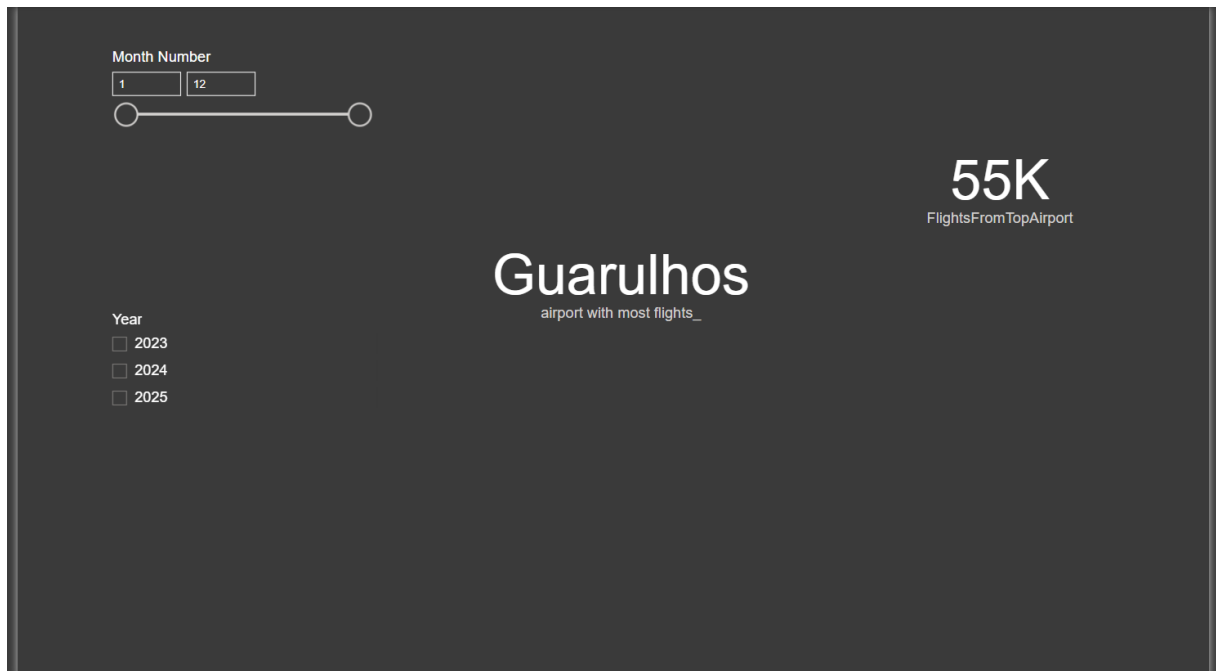 Month Number
1 12
55K
FlightsFromTopAirport
Guarulhos
airport with most flights_
Year
2023
2024
2025